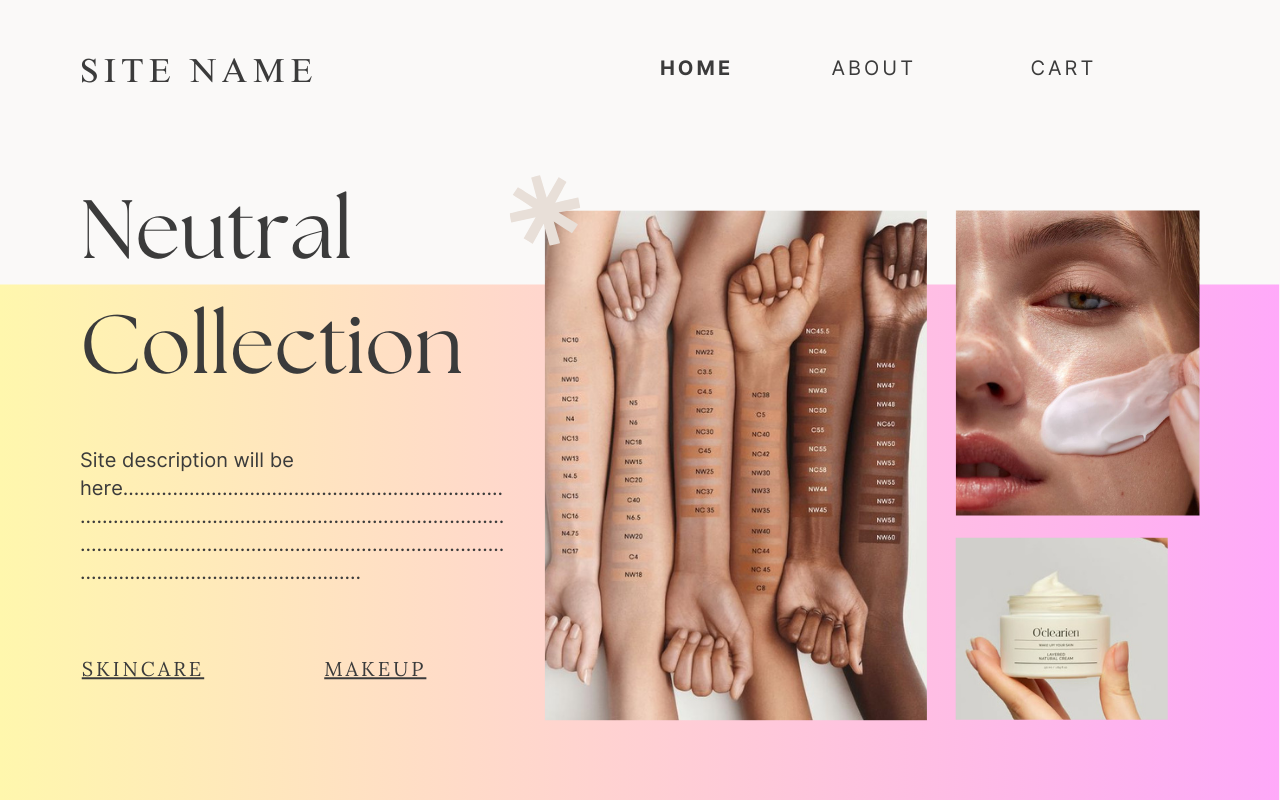 SITE NAME
HOME
ABOUT
CART
Neutral
Collection
Site description will be
here....................................................................
............................................................................
............................................................................
..................................................
SKINCARE
MAKEUP
NC10
NC5
NW10
NC12
N4
NC13
NW13
N4.5
NC15
NC16
N4.75
NC17
N5
N6
NC18
NW15
NC20
C40
N6.5
NW20
C4
NW18
NC25
NW22
C3.5
C4.5
NC27
NC30
C45
NW25
NC37
NC 35
NC38
C5
NC40
NC42
NW30
NW33
NW35
NW40
NC44
NC 45
C6
NC45.5
NC46
NC47
NW43
NC50
C55
NC55
NC58
NW44
NW45
NW46
NW47
NW48
NC60
NW50
NW53
NW55
NW57
NW58
NW60
O'clearien
LAYERED
NATURAL CREAM